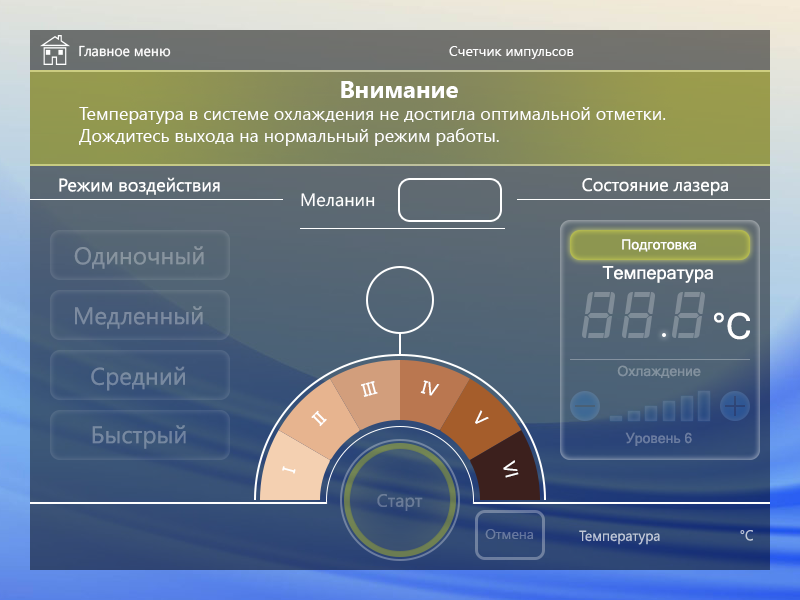 Главное меню
Счетчик импульсов
Внимание
Температура в системе охлаждения не достигла оптимальной отметки.
Дождитесь выхода на нормальный режим работы.
Режим воздействия
Меланин
Состояние лазера
Одиночный
Медленный
Средний
Быстрый
I
II
III
IV
V
VI
Старт
Отмена
Подготовка
Температура
88.8 °C
Охлаждение
Уровень 6
Температура °C